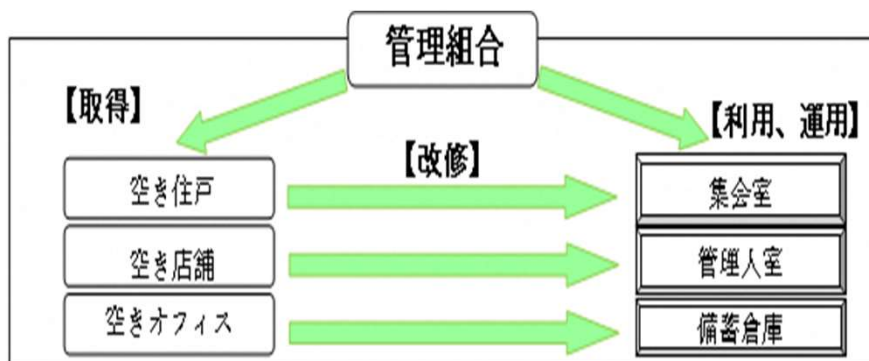 管理組合
【取得】
【利用、運用】
【改修】
空き住戸
集会室
空き店舗
管理人室
空きオフィス
備蓄倉庫